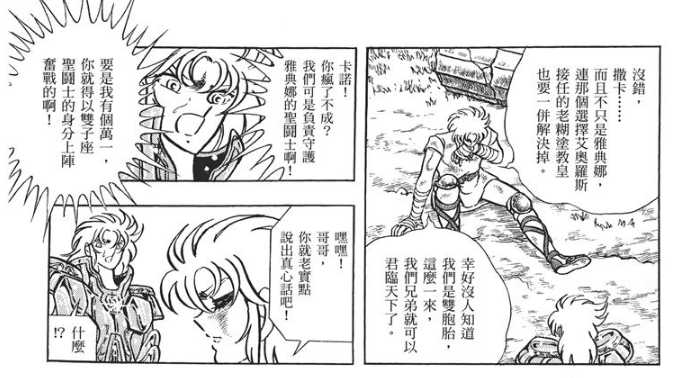 沒錯，
撒卡……
而且不只是雅典娜，
連那個選擇艾奧羅斯
接任的老糊塗教皇
也要一併解決掉。
幸好沒人知道
我們是雙胞胎，
這麼一來，
我們兄弟就可以
君臨天下了。
卡諾！
你瘋了不成？
我們可是負責守護
雅典娜的聖鬪士啊！
要是我有個萬一，
你就得以雙子座
聖鬪士的身分上陣
奮戰的啊！
嘿嘿！
哥哥，
你就老實點
說出真心話吧！
什麼
!?